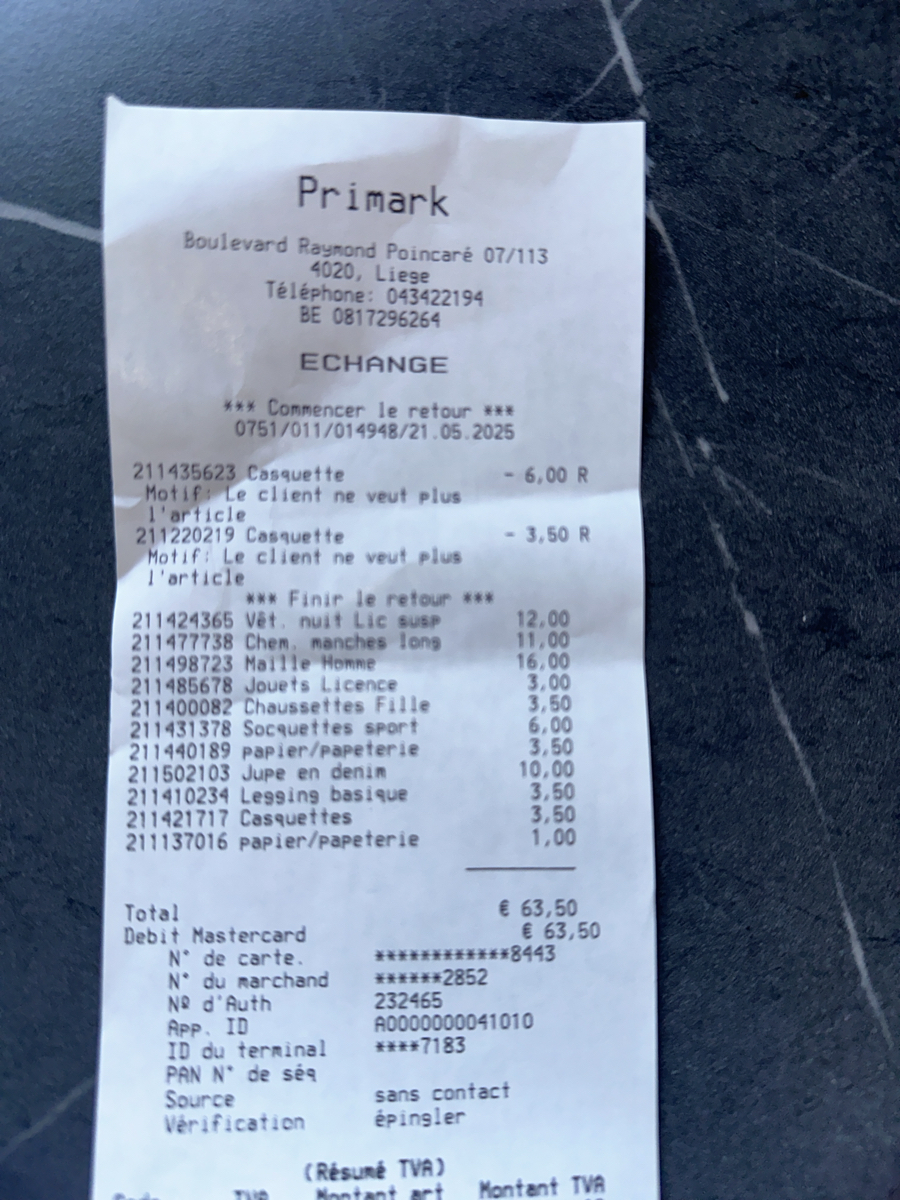 Primark
Boulevard Raymond Poincaré 07/113
4020, Liege
Téléphone: 043422194
BE 0817296264
ECHANGE
*** Commencer le retour ***
0751/011/014948/21.05.2025
211435623 Casquette - 6,00 R
Motif: Le client ne veut plus
l'article
211220219 Casquette - 3,50 R
Motif: Le client ne veut plus
l'article
*** Finir le retour ***
211424365 Vêt. nuit Lic susp 12,00
211477738 Chem. manches long 11,00
211498723 Maille Homme 16,00
211485678 Jouets Licence 3,00
211400082 Chaussettes Fille 3,50
211431378 Socquettes sport 6,00
211440189 papier/papeterie 3,50
211502103 Jupe en denim 10,00
211410234 Legging basique 3,50
211421717 Casquettes 3,50
211137016 papier/papeterie 1,00
Total € 63,50
Debit Mastercard € 63,50
N° de carte. ************8443
N° du marchand ******2852
Nº d'Auth 232465
App. ID A0000000041010
ID du terminal ****7183
PAN N° de séq
Source sans contact
Vérification épingler
(Résumé TVA)
TVA Montant art Montant TVA